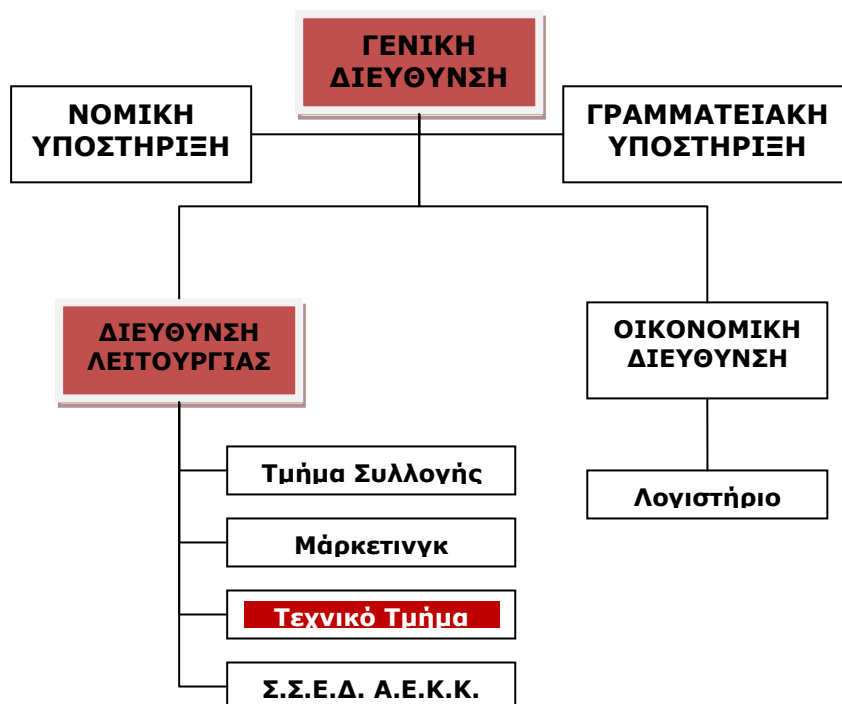 ΓΕΝΙΚΗ
ΔΙΕΥΘΥΝΣΗ
ΝΟΜΙΚΗ
ΥΠΟΣΤΗΡΙΞΗ
ΓΡΑΜΜΑΤΕΙΑΚΗ
ΥΠΟΣΤΗΡΙΞΗ
ΔΙΕΥΘΥΝΣΗ
ΛΕΙΤΟΥΡΓΙΑΣ
ΟΙΚΟΝΟΜΙΚΗ
ΔΙΕΥΘΥΝΣΗ
Τμήμα Συλλογής
Λογιστήριο
Μάρκετινγκ
Τεχνικό Τμήμα
Σ.Σ.Ε.Δ. Α.Ε.Κ.Κ.